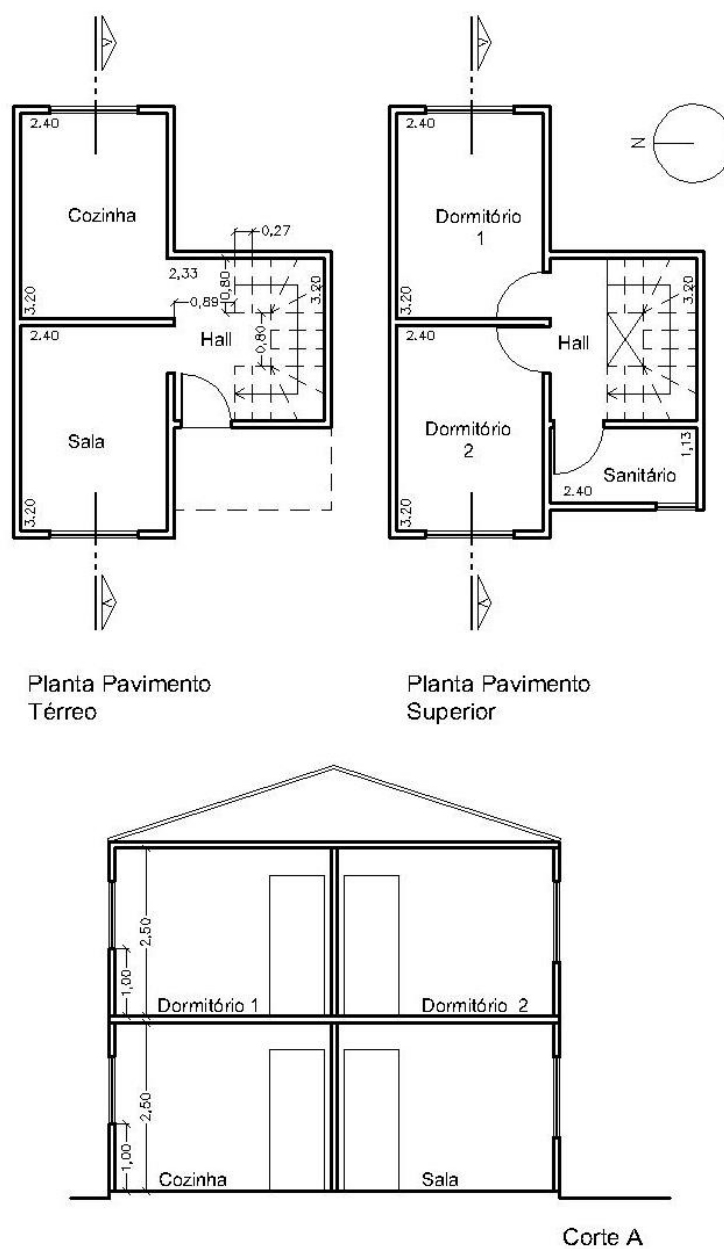 A
A
2.40
2.40
N
Cozinha
Dormitório
1
0,27
2,33
0,80
3.20
0,89
3.20
3.20
2.40
Hall
0,80
2.40
Hall
Sala
Dormitório
2
1,13
Sanitário
2.40
3.20
3.20
A
A
Planta Pavimento
Térreo
Planta Pavimento
Superior
2,50
1,00
Dormitório 1
Dormitório 2
2,50
1,00
Cozinha
Sala
Corte A